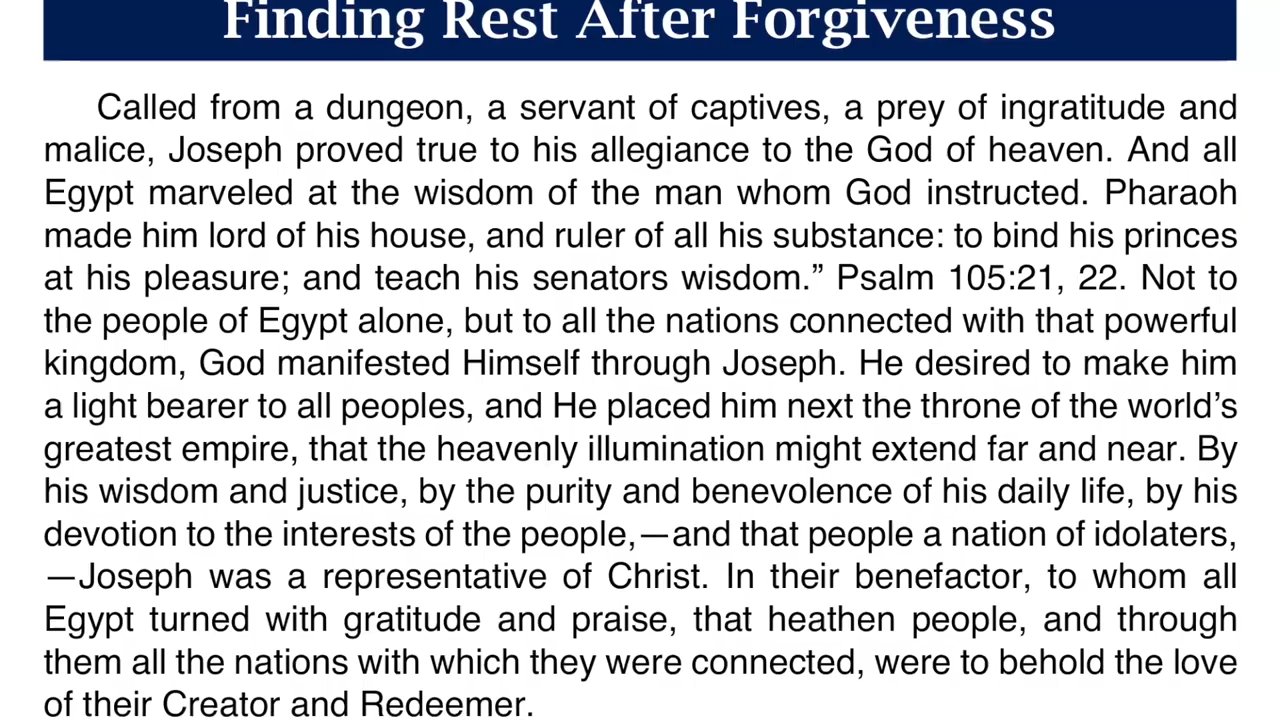 Finding Rest After Forgiveness
Called from a dungeon, a servant of captives, a prey of ingratitude and
malice, Joseph proved true to his allegiance to the God of heaven. And all
Egypt marveled at the wisdom of the man whom God instructed. Pharaoh
made him lord of his house, and ruler of all his substance: to bind his princes
at his pleasure; and teach his senators wisdom.” Psalm 105:21, 22. Not to
the people of Egypt alone, but to all the nations connected with that powerful
kingdom, God manifested Himself through Joseph. He desired to make him
a light bearer to all peoples, and He placed him next the throne of the world’s
greatest empire, that the heavenly illumination might extend far and near. By
his wisdom and justice, by the purity and benevolence of his daily life, by his
devotion to the interests of the people,—and that people a nation of idolaters,
—Joseph was a representative of Christ. In their benefactor, to whom all
Egypt turned with gratitude and praise, that heathen people, and through
them all the nations with which they were connected, were to behold the love
of their Creator and Redeemer.